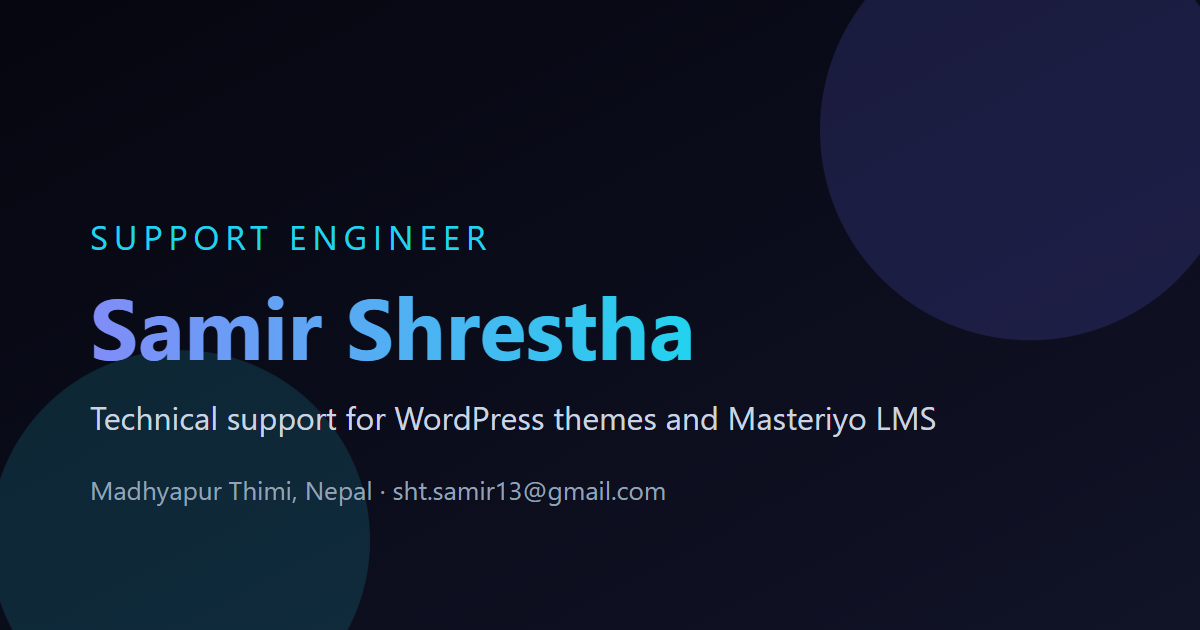 SUPPORT ENGINEER
Samir Shrestha
Technical support for WordPress themes and Masteriyo LMS
Madhyapur Thimi, Nepal · sht.samir13@gmail.com